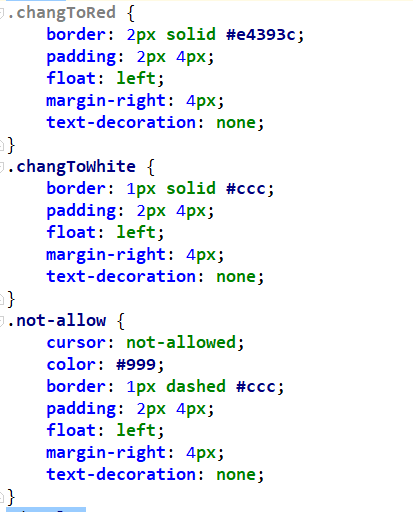 .changToRed {
    border: 2px solid #e4393c;
    padding: 2px 4px;
    float: left;
    margin-right: 4px;
    text-decoration: none;
}
.changToWhite {
    border: 1px solid #ccc;
    padding: 2px 4px;
    float: left;
    margin-right: 4px;
    text-decoration: none;
}
.not-allow {
    cursor: not-allowed;
    color: #999;
    border: 1px dashed #ccc;
    padding: 2px 4px;
    float: left;
    margin-right: 4px;
    text-decoration: none;
}